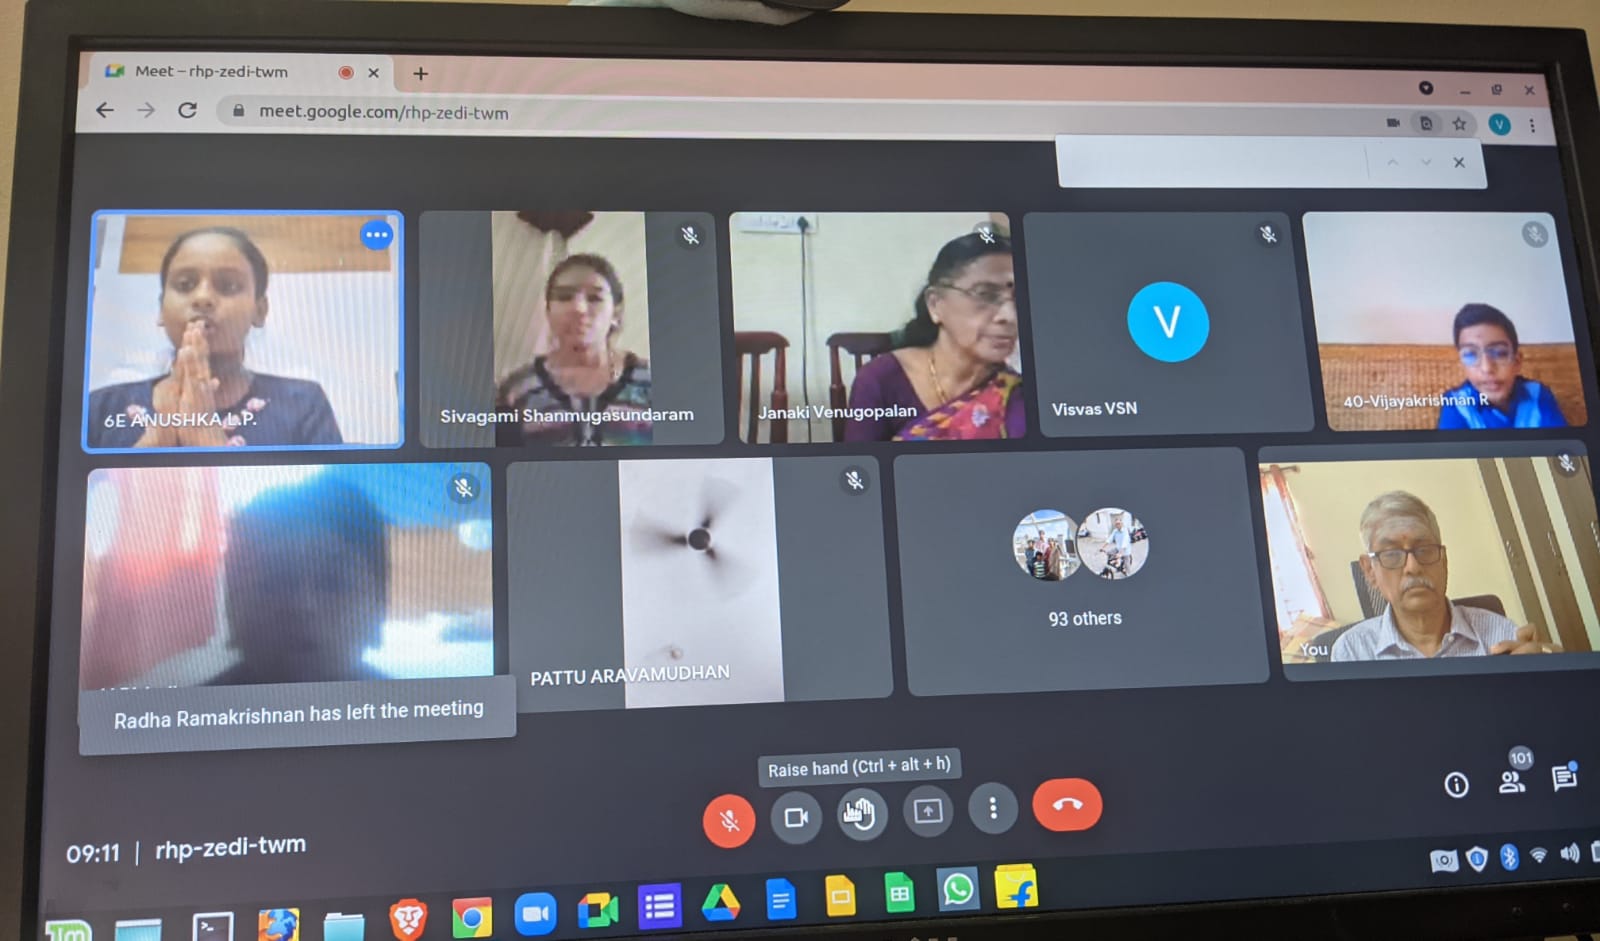 Meet – rhp-zedi-twm
meet.google.com/rhp-zedi-twm
V
6E ANUSHKA L.P.
Sivagami Shanmugasundaram
Janaki Venugopalan
V
Visvas VSN
40-Vijayakrishnan R
PATTU ARAVAMUDHAN
93 others
You
Radha Ramakrishnan has left the meeting
Raise hand (Ctrl + alt + h)
101
09:11 | rhp-zedi-twm